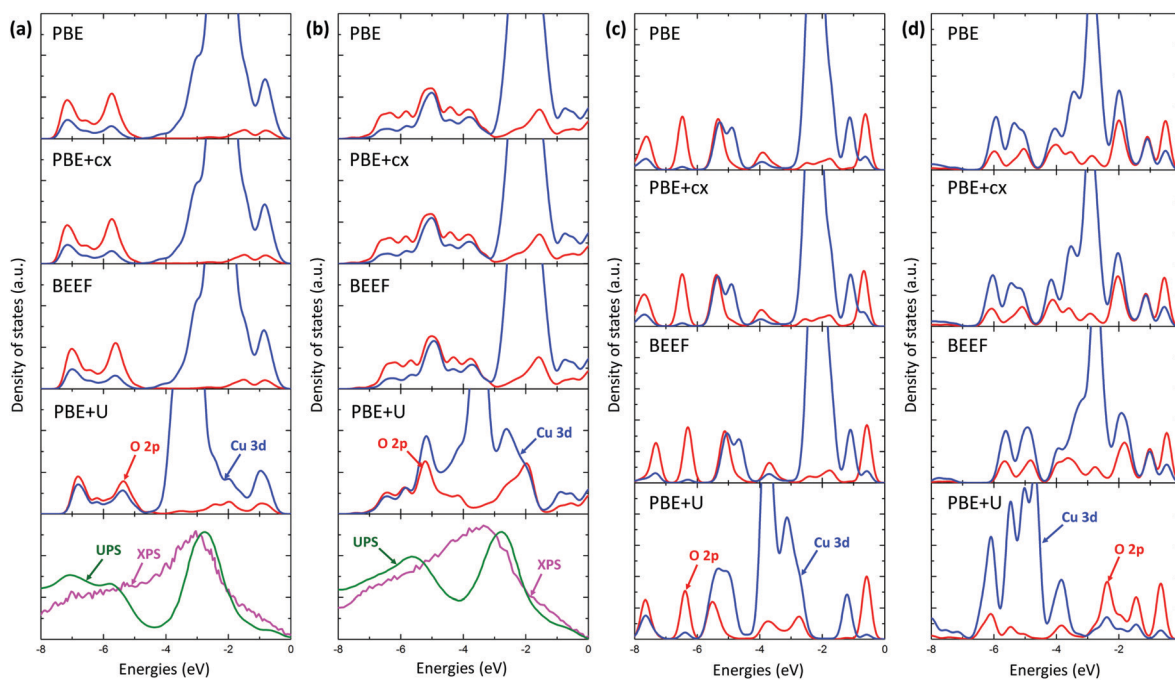 (a)
PBE
PBE+cx
BEEF
PBE+U
O 2p
Cu 3d
UPS
XPS
Density of states (a.u.)
-8
-6
-4
-2
0
Energies (eV)
(b)
PBE
PBE+cx
BEEF
PBE+U
O 2p
Cu 3d
UPS
XPS
Density of states (a.u.)
-8
-6
-4
-2
0
Energies (eV)
(c)
PBE
PBE+cx
BEEF
PBE+U
O 2p
Cu 3d
Density of states (a.u.)
-8
-6
-4
-2
0
Energies (eV)
(d)
PBE
PBE+cx
BEEF
PBE+U
Cu 3d
O 2p
Density of states (a.u.)
-8
-6
-4
-2
0
Energies (eV)